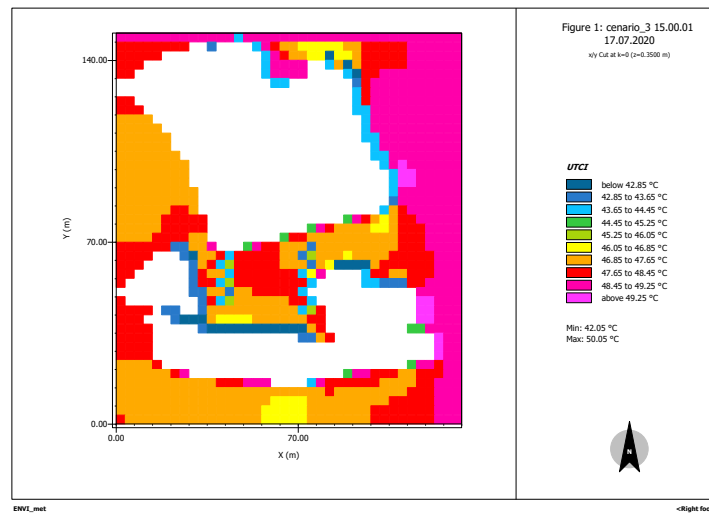 Figure 1: cenario_3 15.00.01
17.07.2020
x/y Cut at k=0 (z=0.3500 m)
140.00
70.00
0.00
Y (m)
0.00
70.00
X (m)
UTCI
below 42.85 °C
42.85 to 43.65 °C
43.65 to 44.45 °C
44.45 to 45.25 °C
45.25 to 46.05 °C
46.05 to 46.85 °C
46.85 to 47.65 °C
47.65 to 48.45 °C
48.45 to 49.25 °C
above 49.25 °C
Min: 42.05 °C
Max: 50.05 °C
N
ENVI_met
<Right foo